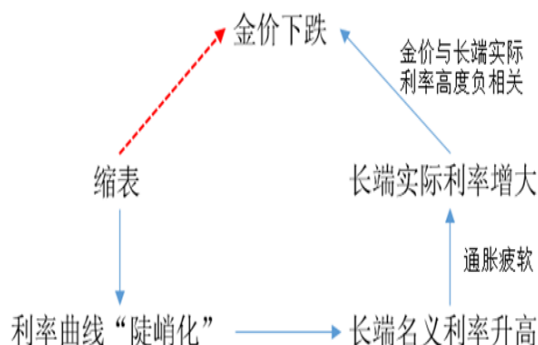 金价下跌
金价与长端实际
利率高度负相关
缩表
长端实际利率增大
通胀疲软
利率曲线“陡峭化”
长端名义利率升高